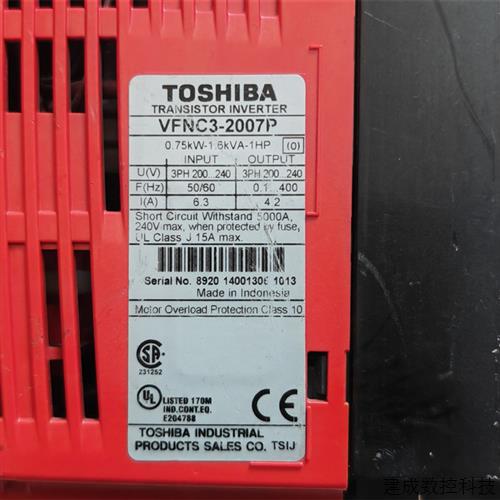 TOSHIBA
TRANSISTOR INVERTER
VFNC3-2007P
0.75kW-1.6kVA-1HP (0)
INPUT OUTPUT
U(V) 3PH 200...240 3PH 200...240
F(Hz) 50/60 0.1...400
I(A) 6.3 4.2
Short Circuit Withstand 5000A,
240V max, when protected by fuse,
UL Class J 15A max.
Serial No. 8920 14001306 1013
Made in Indonesia
Motor Overload Protection Class 10
SA
231252
UL LISTED 170M
IND.CONT.EQ.
E204788
CE
TOSHIBA INDUSTRIAL
PRODUCTS SALES CO. TSIJ
建成数控科技